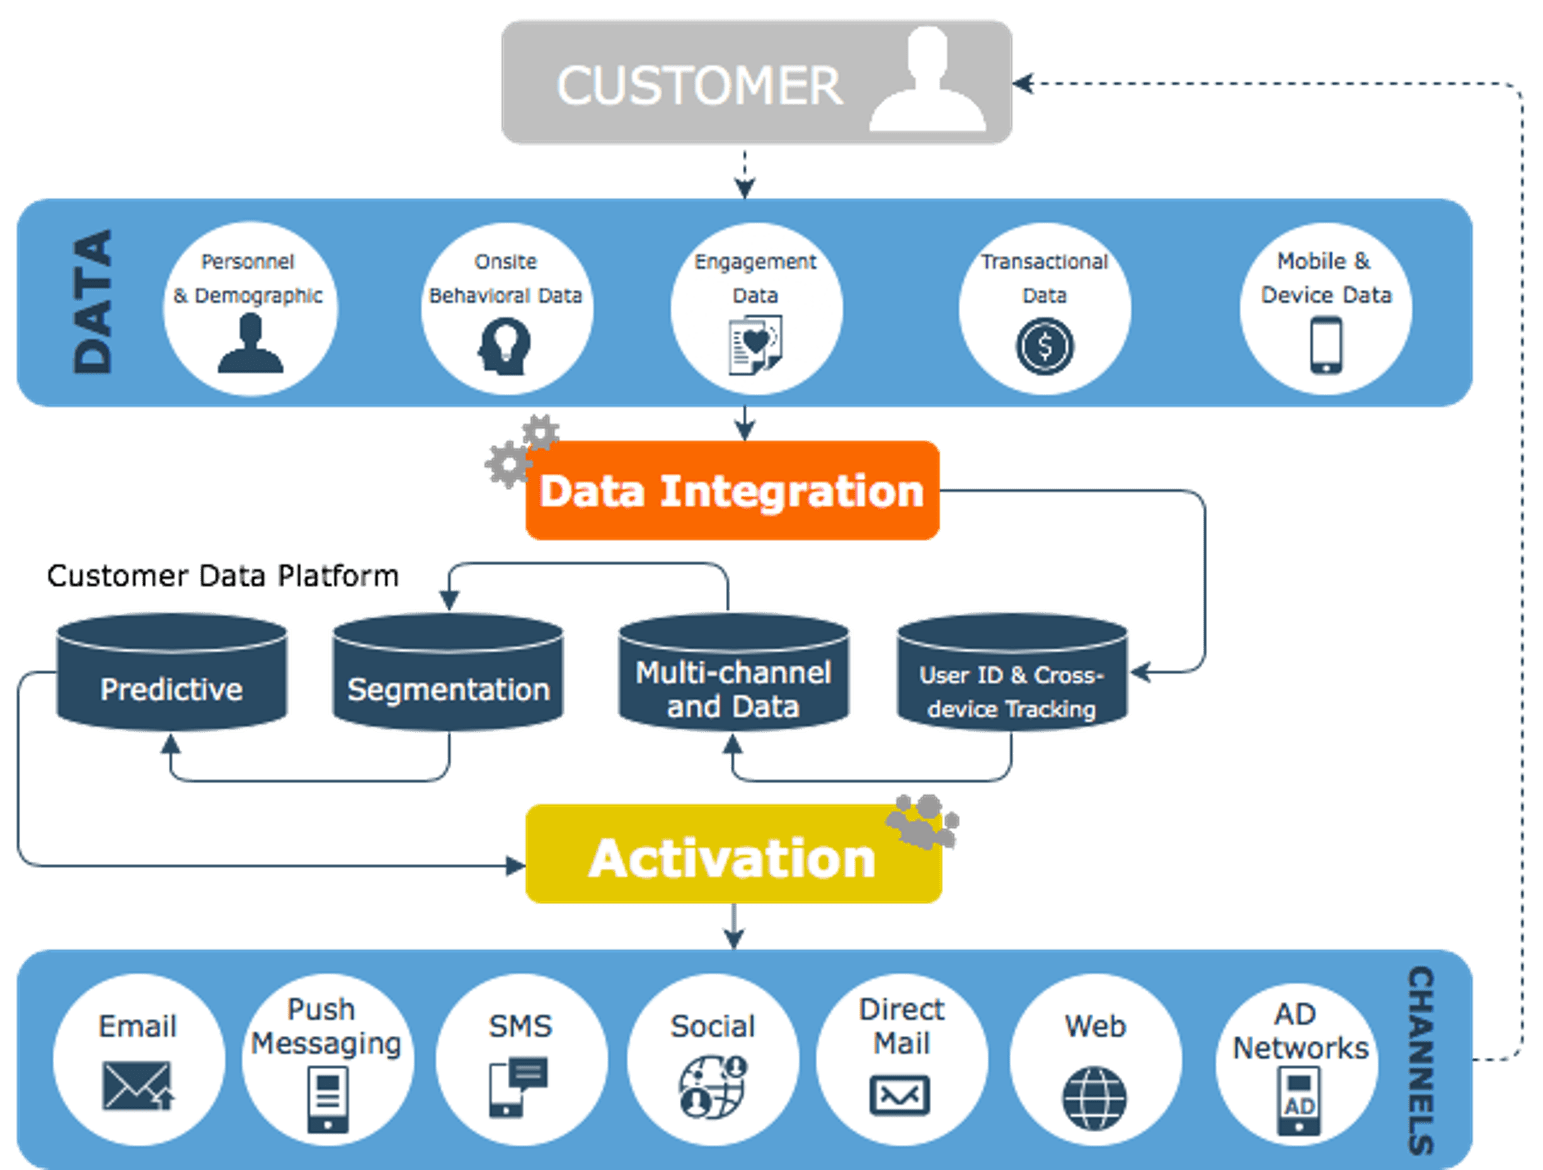 CUSTOMER
DATA
Personnel
& Demographic
Onsite
Behavioral Data
Engagement
Data
Transactional
Data
$
Mobile &
Device Data
Data Integration
Customer Data Platform
Predictive
Segmentation
Multi-channel
and Data
User ID & Cross-
device Tracking
Activation
Email
Push
Messaging
SMS
Social
Direct
Mail
Web
AD
Networks
AD
CHANNELS